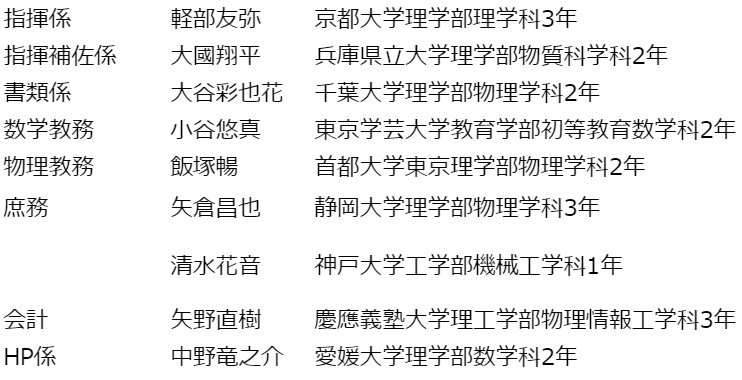 指揮係 軽部友弥 京都大学理学部理学科3年
指揮補佐係 大國翔平 兵庫県立大学理学部物質科学科2年
書類係 大谷彩也花 千葉大学理学部物理学科2年
数学教務 小谷悠真 東京学芸大学教育学部初等教育数学科2年
物理教務 飯塚暢 首都大学東京理学部物理学科2年
庶務 矢倉昌也 静岡大学理学部物理学科3年
清水花音 神戸大学工学部機械工学科1年
会計 矢野直樹 慶應義塾大学理工学部物理情報工学科3年
HP係 中野竜之介 愛媛大学理学部数学科2年